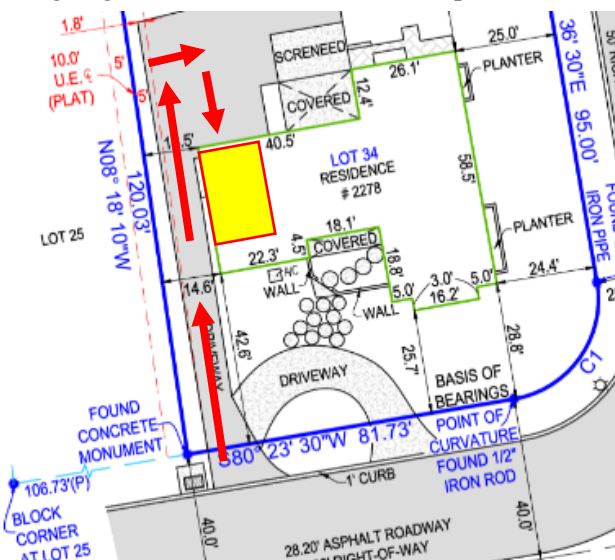 1.8'
10.0'
U.E.
(PLAT)
5'
5'
SCREENED
COVERED
12.4'
26.1'
25.0'
PLANTER
36' 30"E 95.00'
40.5'
LOT 34
RESIDENCE
# 2278
58.5'
N08° 18' 10"W
120.03'
LOT 25
PLANTER
IRON PIPE
18.1'
COVERED
4.5'
22.3'
A/C
WALL
18.8'
WALL
5.0'
3.0'
5.0'
16.2'
24.4'
14.6'
DRIVEWAY
42.6'
25.7'
28.8'
C1
DRIVEWAY
BASIS OF
BEARINGS
FOUND
CONCRETE
MONUMENT
S80° 23' 30"W 81.73'
POINT OF
CURVATURE
FOUND 1/2"
IRON ROD
1' CURB
106.73'(P)
BLOCK
CORNER
AT LOT 25
40.0'
40.0'
28.20' ASPHALT ROADWAY
RIGHT-OF-WAY